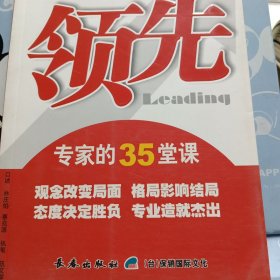 领先
Leading
专家的35堂课
观念改变局面 格局影响结局
态度决定胜负 专业造就杰出
长春出版社 (台)保销国际文化